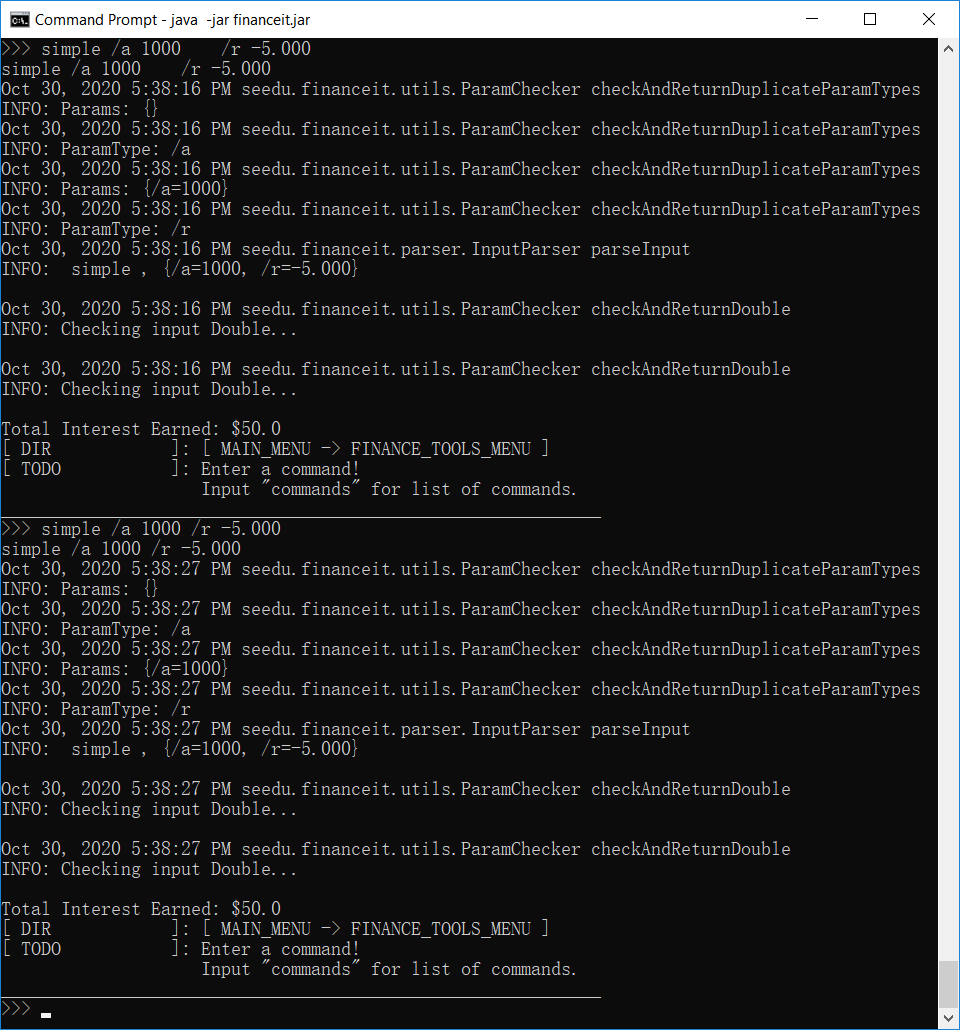 Command Prompt - java  -jar financeit.jar
>>> simple /a 1000    /r -5.000
simple /a 1000    /r -5.000
Oct 30, 2020 5:38:16 PM seedu.financeit.utils.ParamChecker checkAndReturnDuplicateParamTypes
INFO: Params: {}
Oct 30, 2020 5:38:16 PM seedu.financeit.utils.ParamChecker checkAndReturnDuplicateParamTypes
INFO: ParamType: /a
Oct 30, 2020 5:38:16 PM seedu.financeit.utils.ParamChecker checkAndReturnDuplicateParamTypes
INFO: Params: {/a=1000}
Oct 30, 2020 5:38:16 PM seedu.financeit.utils.ParamChecker checkAndReturnDuplicateParamTypes
INFO: ParamType: /r
Oct 30, 2020 5:38:16 PM seedu.financeit.parser.InputParser parseInput
INFO:  simple , {/a=1000, /r=-5.000}
Oct 30, 2020 5:38:16 PM seedu.financeit.utils.ParamChecker checkAndReturnDouble
INFO: Checking input Double...
Oct 30, 2020 5:38:16 PM seedu.financeit.utils.ParamChecker checkAndReturnDouble
INFO: Checking input Double...
Total Interest Earned: $50.0
[ DIR            ]: [ MAIN_MENU -> FINANCE_TOOLS_MENU ]
[ TODO           ]: Enter a command!
Input "commands" for list of commands.
>>> simple /a 1000 /r -5.000
simple /a 1000 /r -5.000
Oct 30, 2020 5:38:27 PM seedu.financeit.utils.ParamChecker checkAndReturnDuplicateParamTypes
INFO: Params: {}
Oct 30, 2020 5:38:27 PM seedu.financeit.utils.ParamChecker checkAndReturnDuplicateParamTypes
INFO: ParamType: /a
Oct 30, 2020 5:38:27 PM seedu.financeit.utils.ParamChecker checkAndReturnDuplicateParamTypes
INFO: Params: {/a=1000}
Oct 30, 2020 5:38:27 PM seedu.financeit.utils.ParamChecker checkAndReturnDuplicateParamTypes
INFO: ParamType: /r
Oct 30, 2020 5:38:27 PM seedu.financeit.parser.InputParser parseInput
INFO:  simple , {/a=1000, /r=-5.000}
Oct 30, 2020 5:38:27 PM seedu.financeit.utils.ParamChecker checkAndReturnDouble
INFO: Checking input Double...
Oct 30, 2020 5:38:27 PM seedu.financeit.utils.ParamChecker checkAndReturnDouble
INFO: Checking input Double...
Total Interest Earned: $50.0
[ DIR            ]: [ MAIN_MENU -> FINANCE_TOOLS_MENU ]
[ TODO           ]: Enter a command!
Input "commands" for list of commands.
>>>